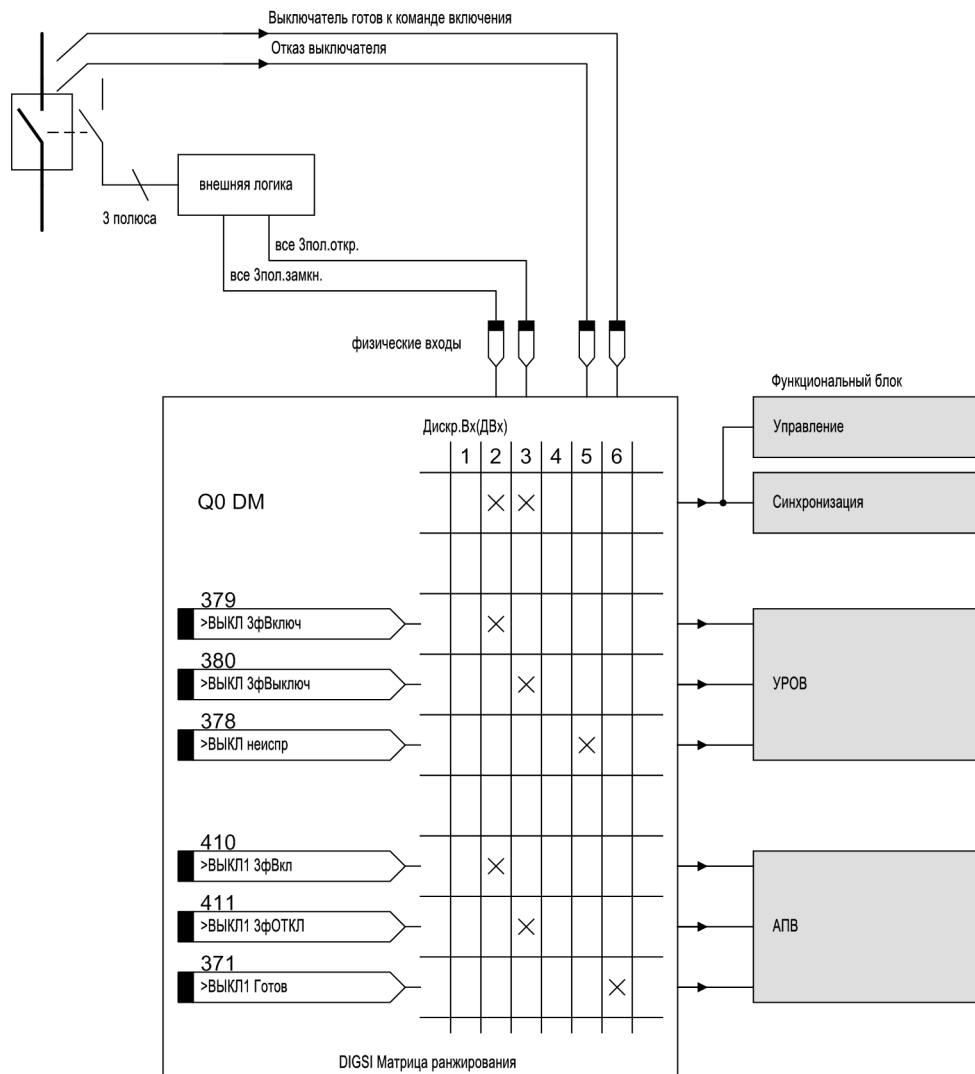 Выключатель готов к команде включения
Отказ выключателя
внешняя логика
3 полюса
все 3пол.откр.
все 3пол.замкн.
физические входы
Функциональный блок
Дискр.Вх(ДВх)
Управление
1 2 3 4 5 6
Q0 DM
Синхронизация
379
>ВЫКЛ 3фВключ
380
>ВЫКЛ 3фВыключ
УРОВ
378
>ВЫКЛ неиспр
410
>ВЫКЛ1 3фВкл
411
>ВЫКЛ1 3фОТКЛ
АПВ
371
>ВЫКЛ1 Готов
DIGSI Матрица ранжирования